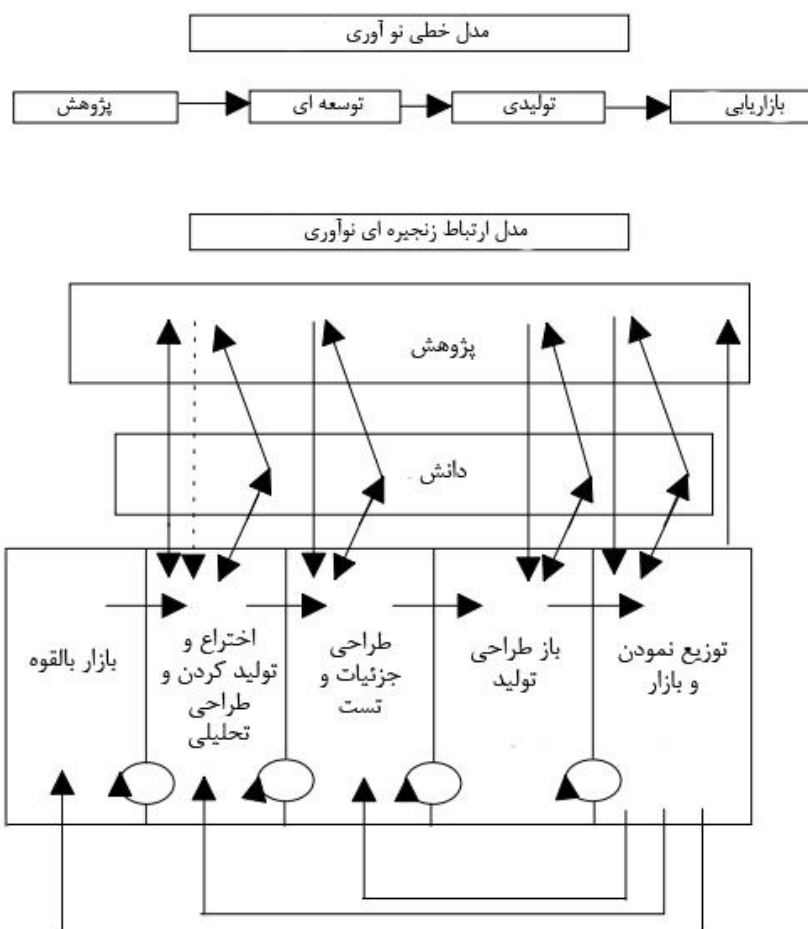 مدل خطی نو آوری
پژوهش
توسعه ای
تولیدی
بازاریابی
مدل ارتباط زنجیره ای نوآوری
پژوهش
دانش
بازار بالقوه
اختراع و
تولید کردن و
طراحی
تحلیلی
طراحی
جزئیات و
تست
باز طراحی
تولید
توزیع نمودن
و بازار